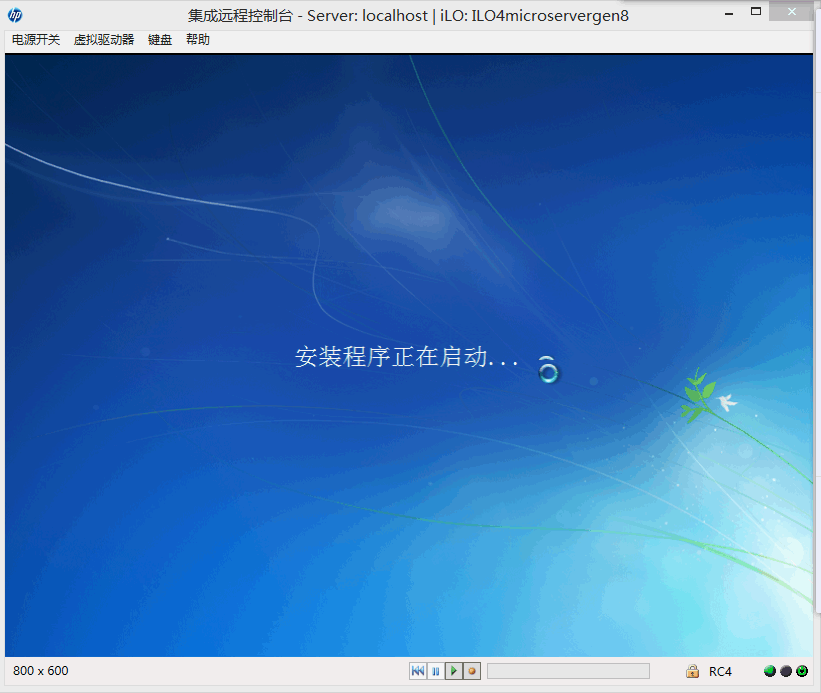 hp
集成远程控制台 - Server: localhost | iLO: ILO4microservergen8
电源开关 虚拟驱动器 键盘 帮助
安装程序正在启动...
800 x 600
RC4